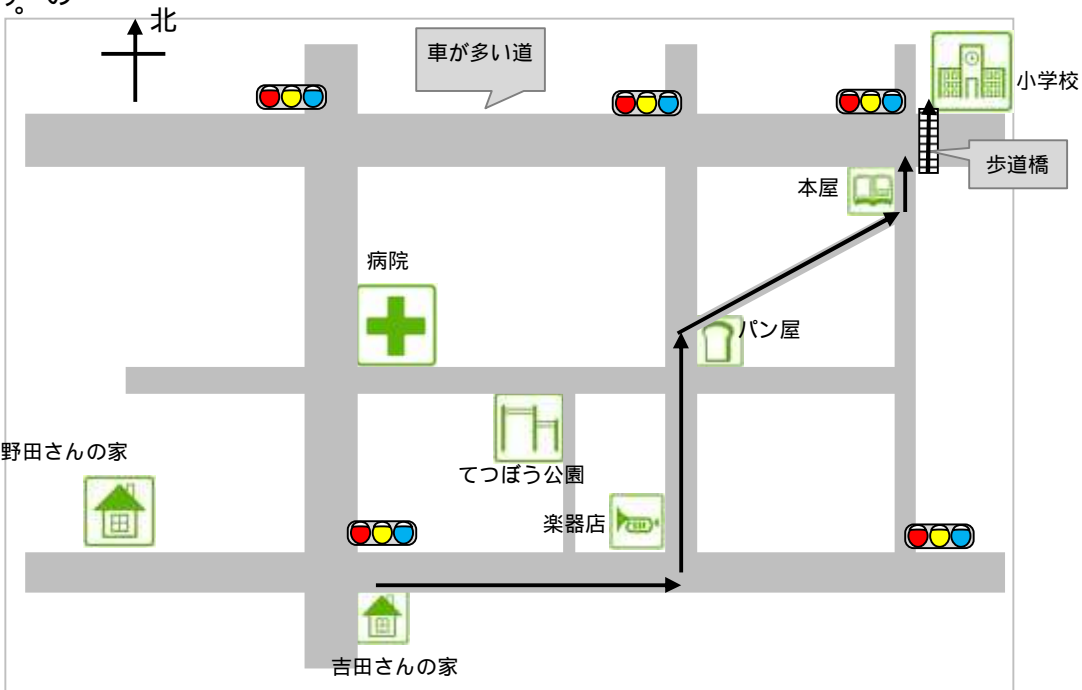 の
す。
北
車が多い道
小学校
歩道橋
本屋
病院
パン屋
野田さんの家
てつぼう公園
楽器店
吉田さんの家